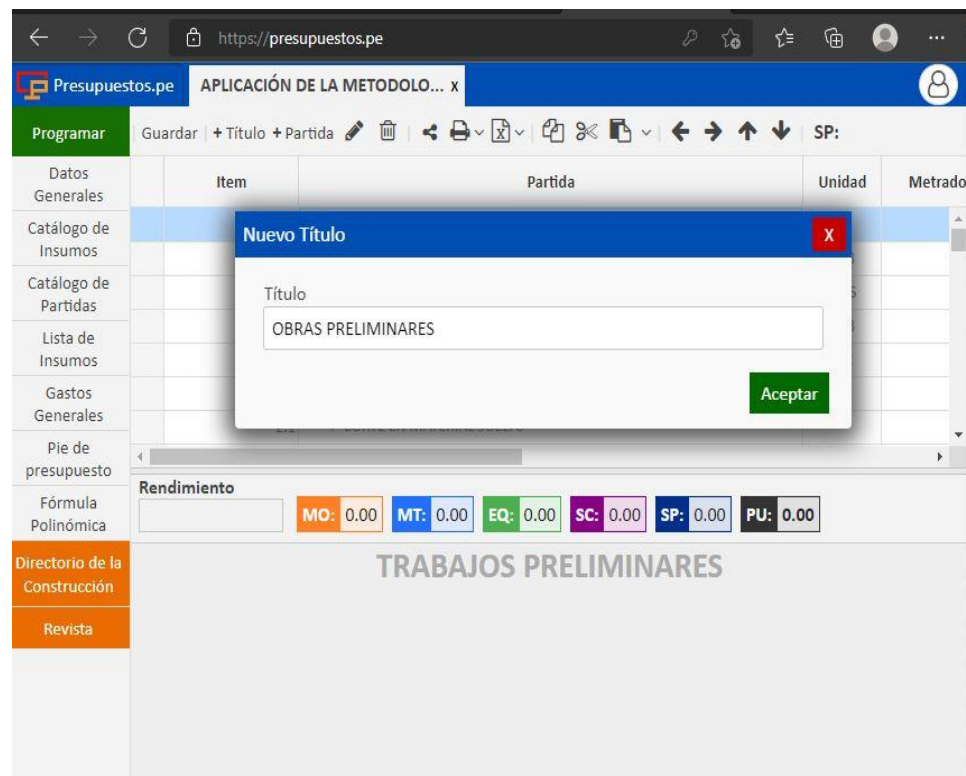 https://presupuestos.pe
Presupuestos.pe APLICACIÓN DE LA METODOLO... x
Programar Guardar + Título + Partida SP:
Datos Generales
Item Partida Unidad Metrado
Catálogo de Insumos
Nuevo Título X
Catálogo de Partidas
Título
Lista de Insumos
OBRAS PRELIMINARES
Gastos Generales
Aceptar
Pie de presupuesto
Rendimiento
Fórmula Polinómica
MO: 0.00 MT: 0.00 EQ: 0.00 SC: 0.00 SP: 0.00 PU: 0.00
Directorio de la Construcción
TRABAJOS PRELIMINARES
Revista